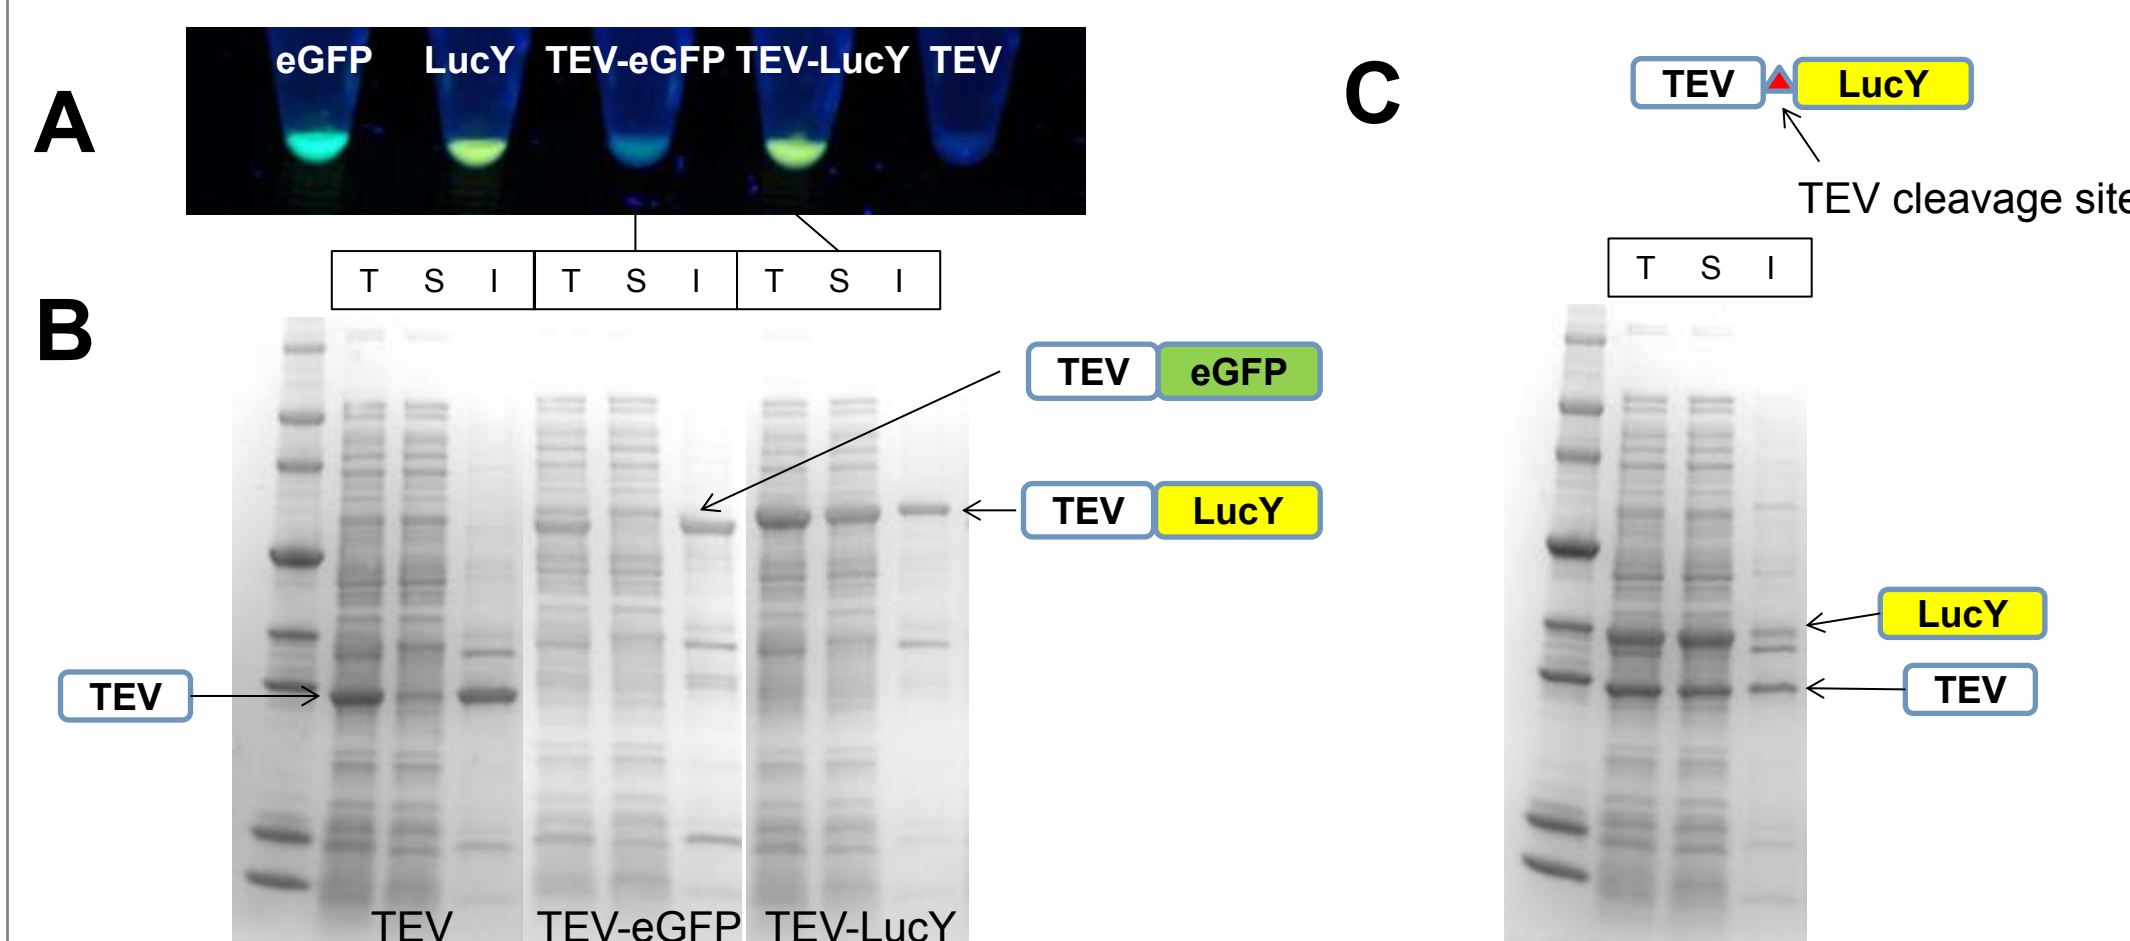 A
eGFP LucY TEV-eGFP TEV-LucY TEV
C
TEV LucY
TEV cleavage site
T S I T S I T S I
T S I
B
TEV eGFP
TEV LucY
LucY
TEV
TEV
TEV TEV-eGFP TEV-LucY